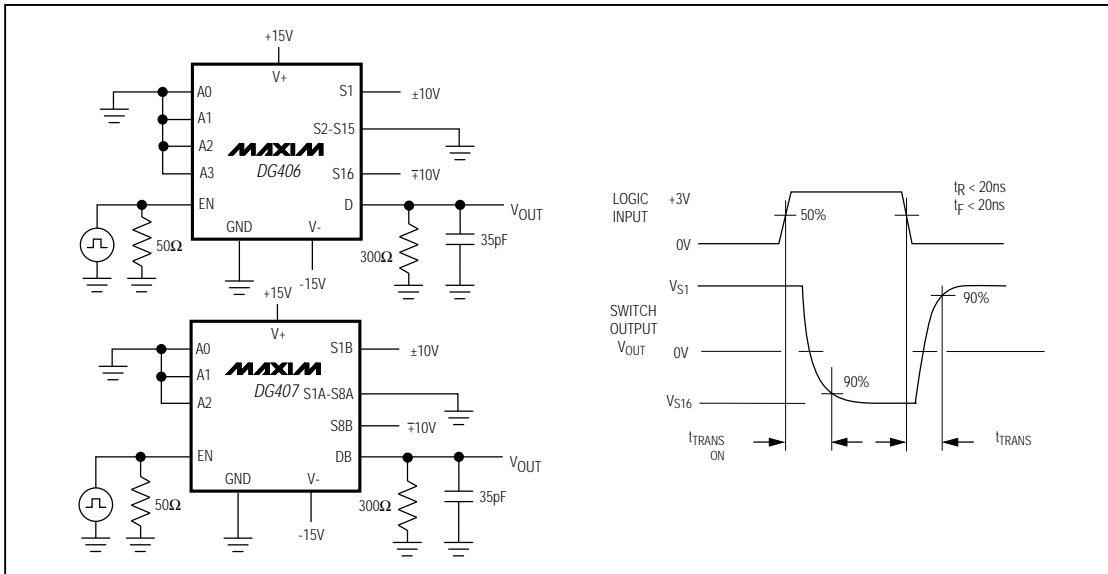 +15V
V+
A0
A1
A2
A3
EN
S1
±10V
S2-S15
MAXIM
DG406
S16
∓10V
D
VOUT
GND
V-
50Ω
300Ω
35pF
-15V
+15V
V+
A0
A1
A2
EN
S1B
±10V
MAXIM
DG407
S1A-S8A
S8B
∓10V
DB
VOUT
GND
V-
50Ω
300Ω
35pF
-15V
LOGIC
INPUT
+3V
50%
0V
tR < 20ns
tF < 20ns
VS1
SWITCH
OUTPUT
VOUT
0V
90%
90%
VS16
tTRANS
ON
tTRANS